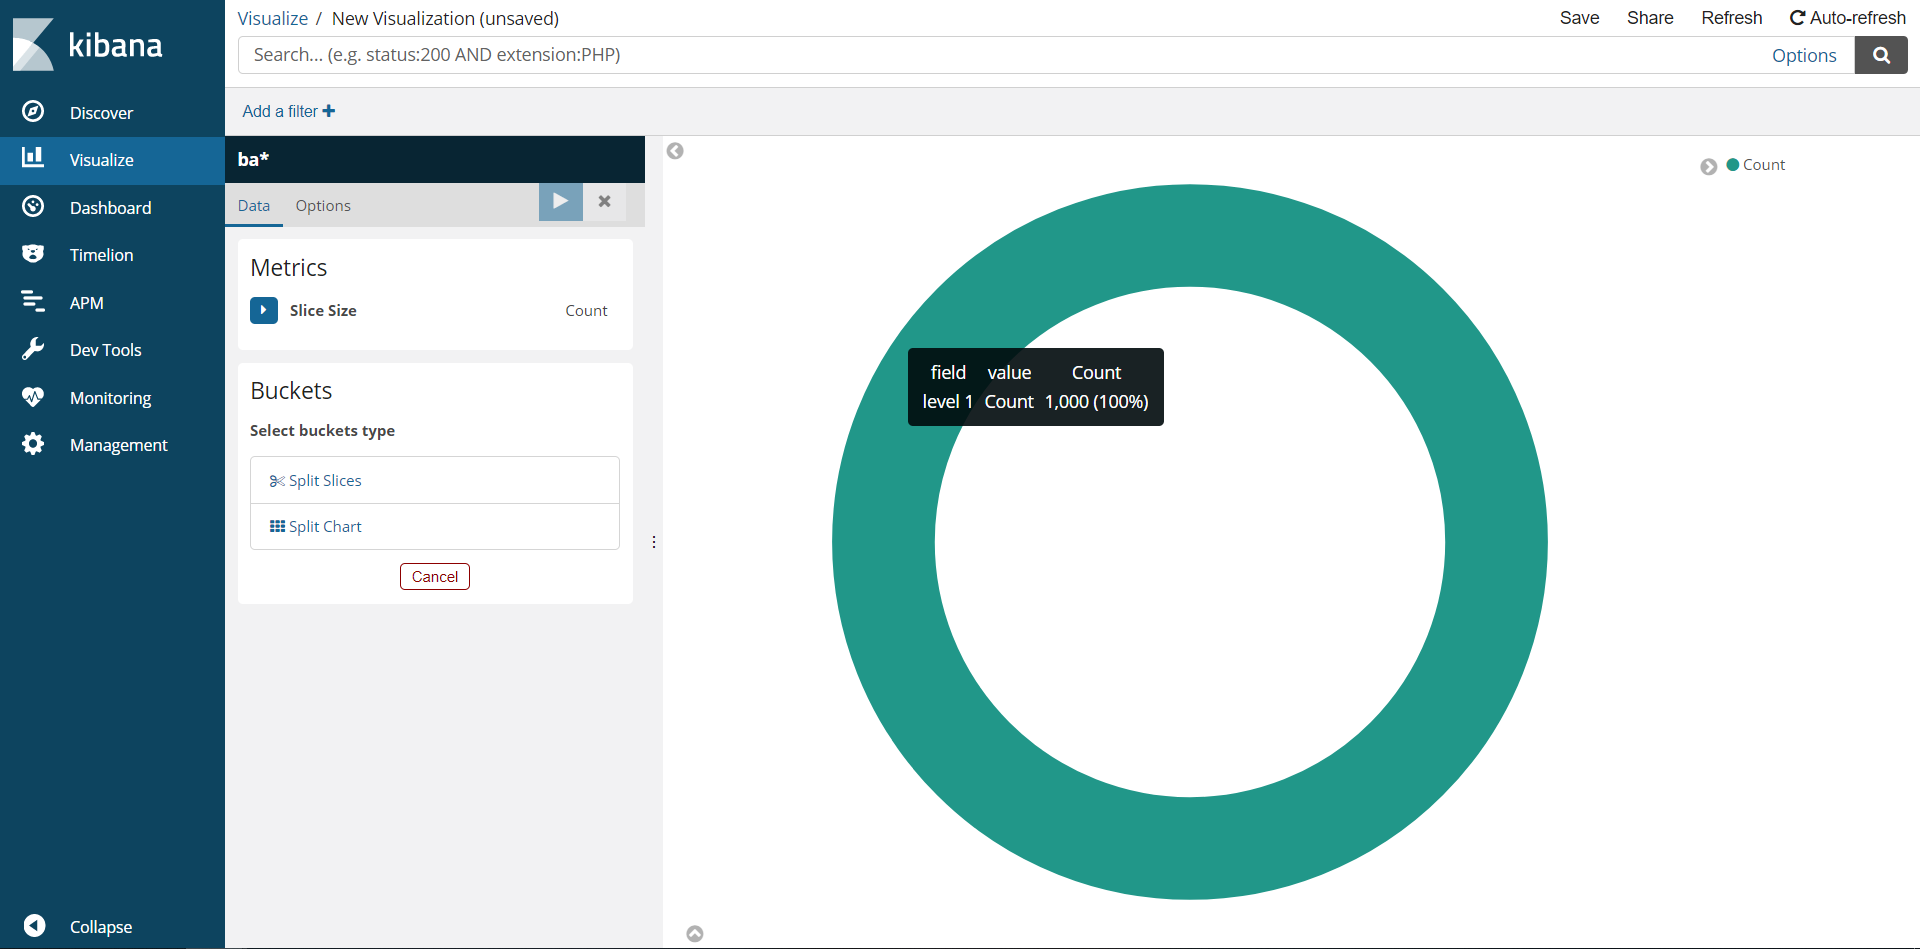 kibana
Discover
Visualize
Dashboard
Timelion
APM
Dev Tools
Monitoring
Management
Collapse
Visualize / New Visualization (unsaved)
Save Share Refresh Auto-refresh
Search... (e.g. status:200 AND extension:PHP)
Options
Add a filter
ba*
Data Options
Metrics
Slice Size Count
Buckets
Select buckets type
Split Slices
Split Chart
Cancel
Count
field value Count
level 1 Count 1,000 (100%)